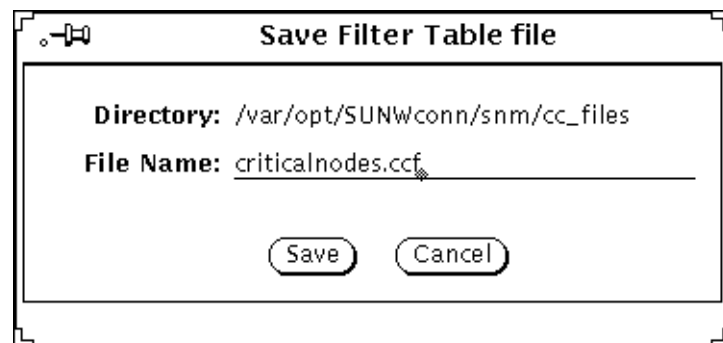 Save Filter Table file
Directory: /var/opt/SUNWconn/snm/cc_files
File Name: criticalnodes.ccf
Save Cancel